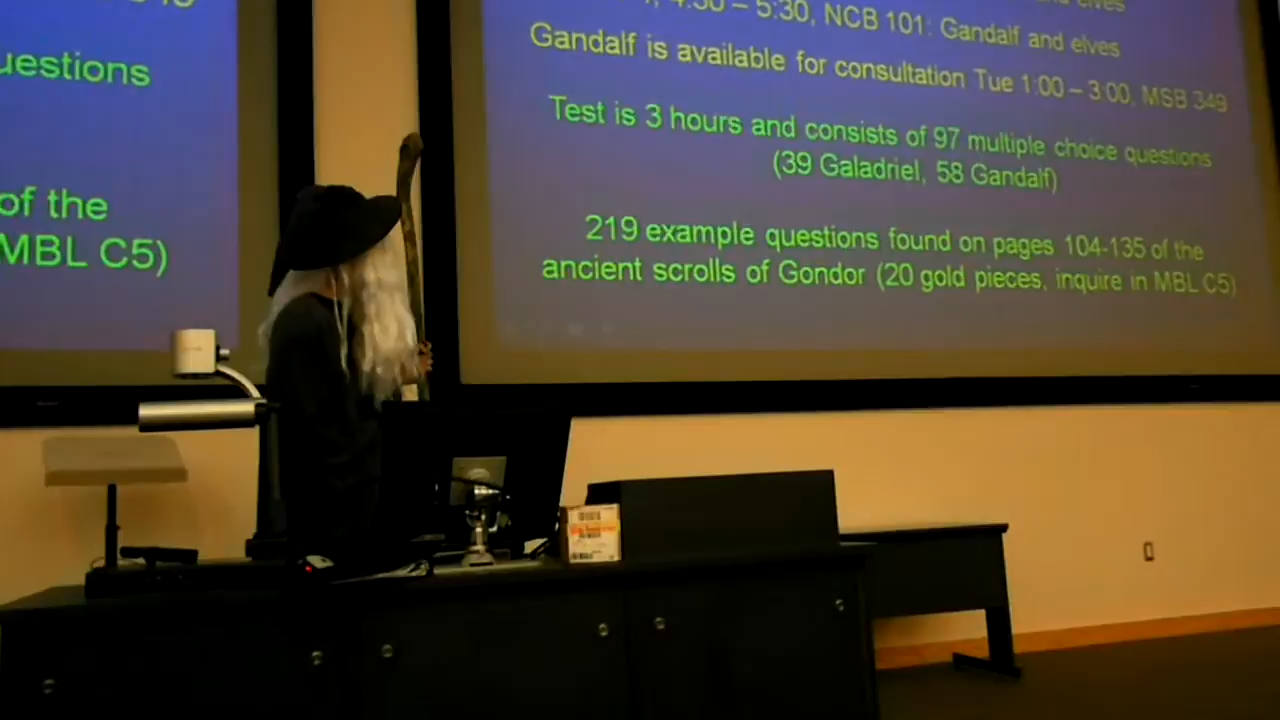 uestions
of the
MBL C5)
elves
4:30 – 5:30, NCB 101: Gandalf and elves
Gandalf is available for consultation Tue 1:00 – 3:00, MSB 349
Test is 3 hours and consists of 97 multiple choice questions
(39 Galadriel, 58 Gandalf)
219 example questions found on pages 104-135 of the
ancient scrolls of Gondor (20 gold pieces, inquire in MBL C5)